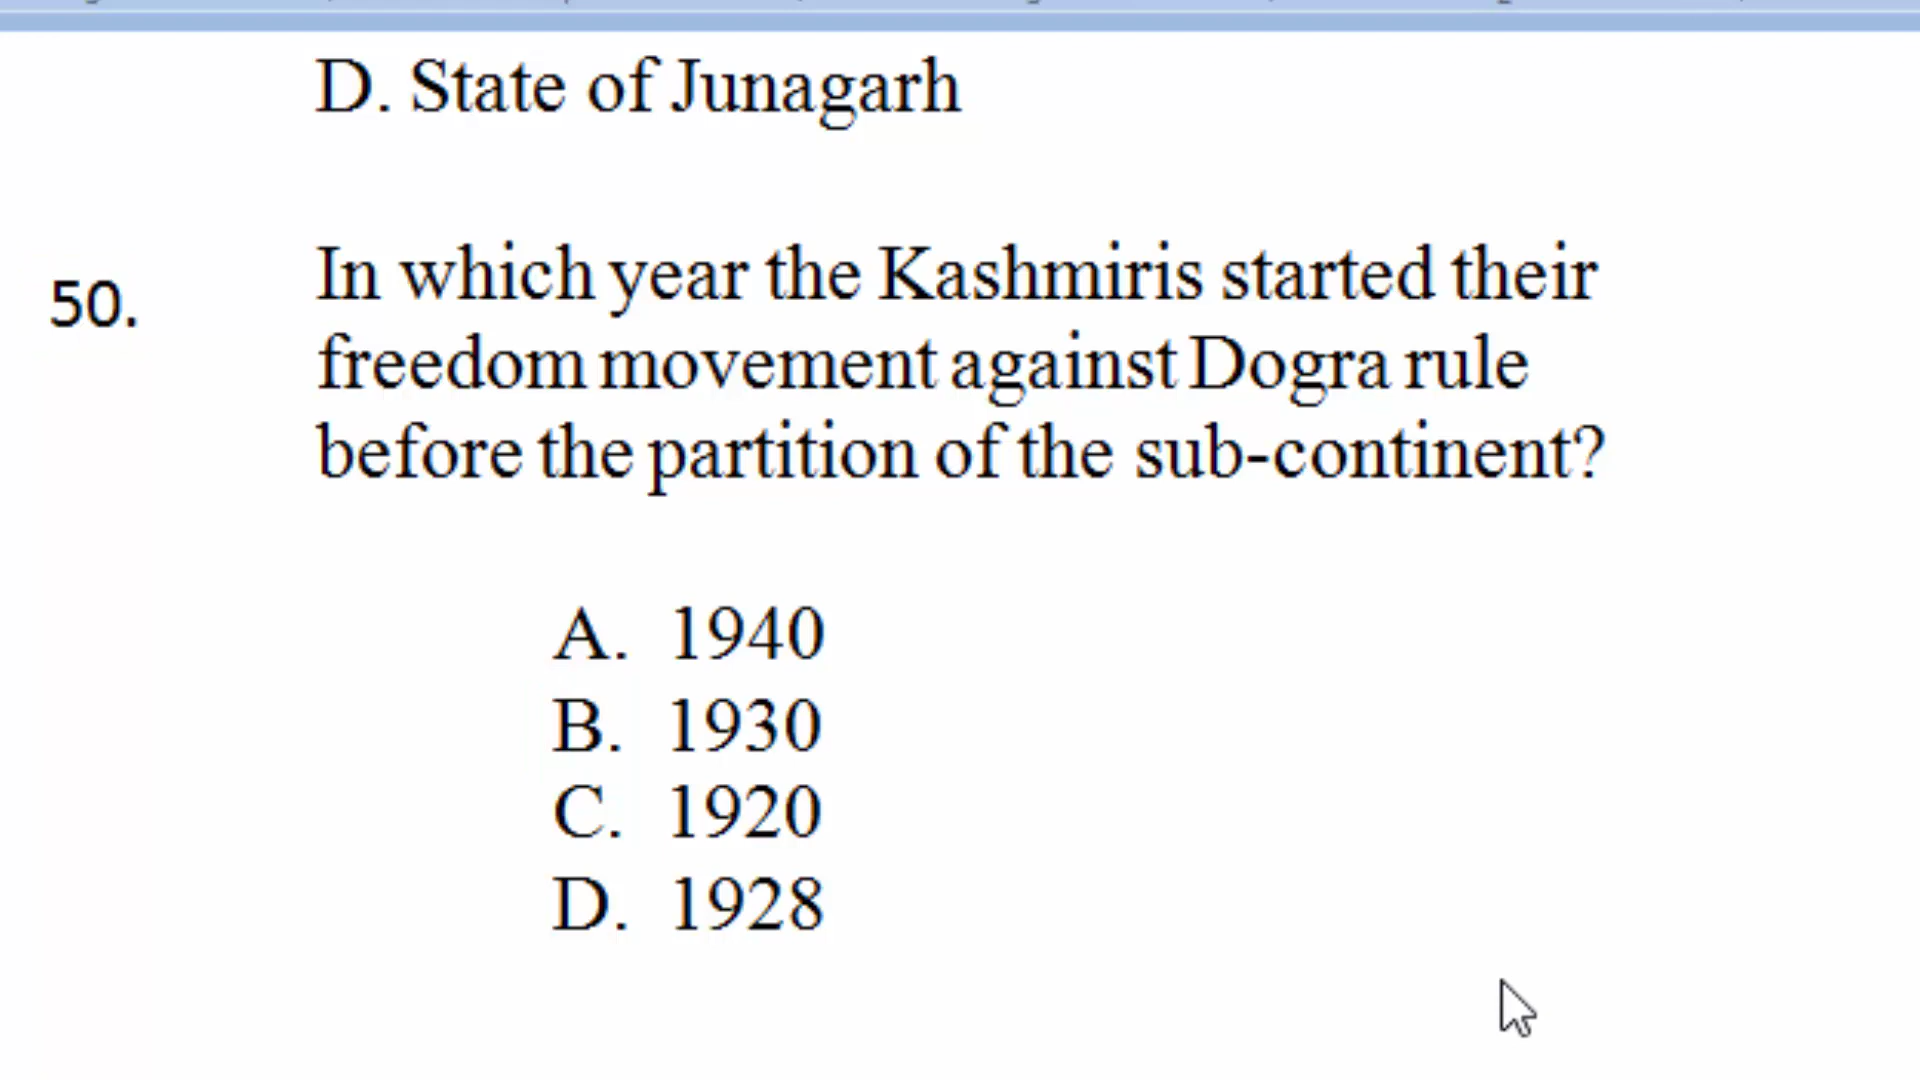 D. State of Junagarh
50.
In which year the Kashmiris started their
freedom movement against Dogra rule
before the partition of the sub-continent?
A. 1940
B. 1930
C. 1920
D. 1928